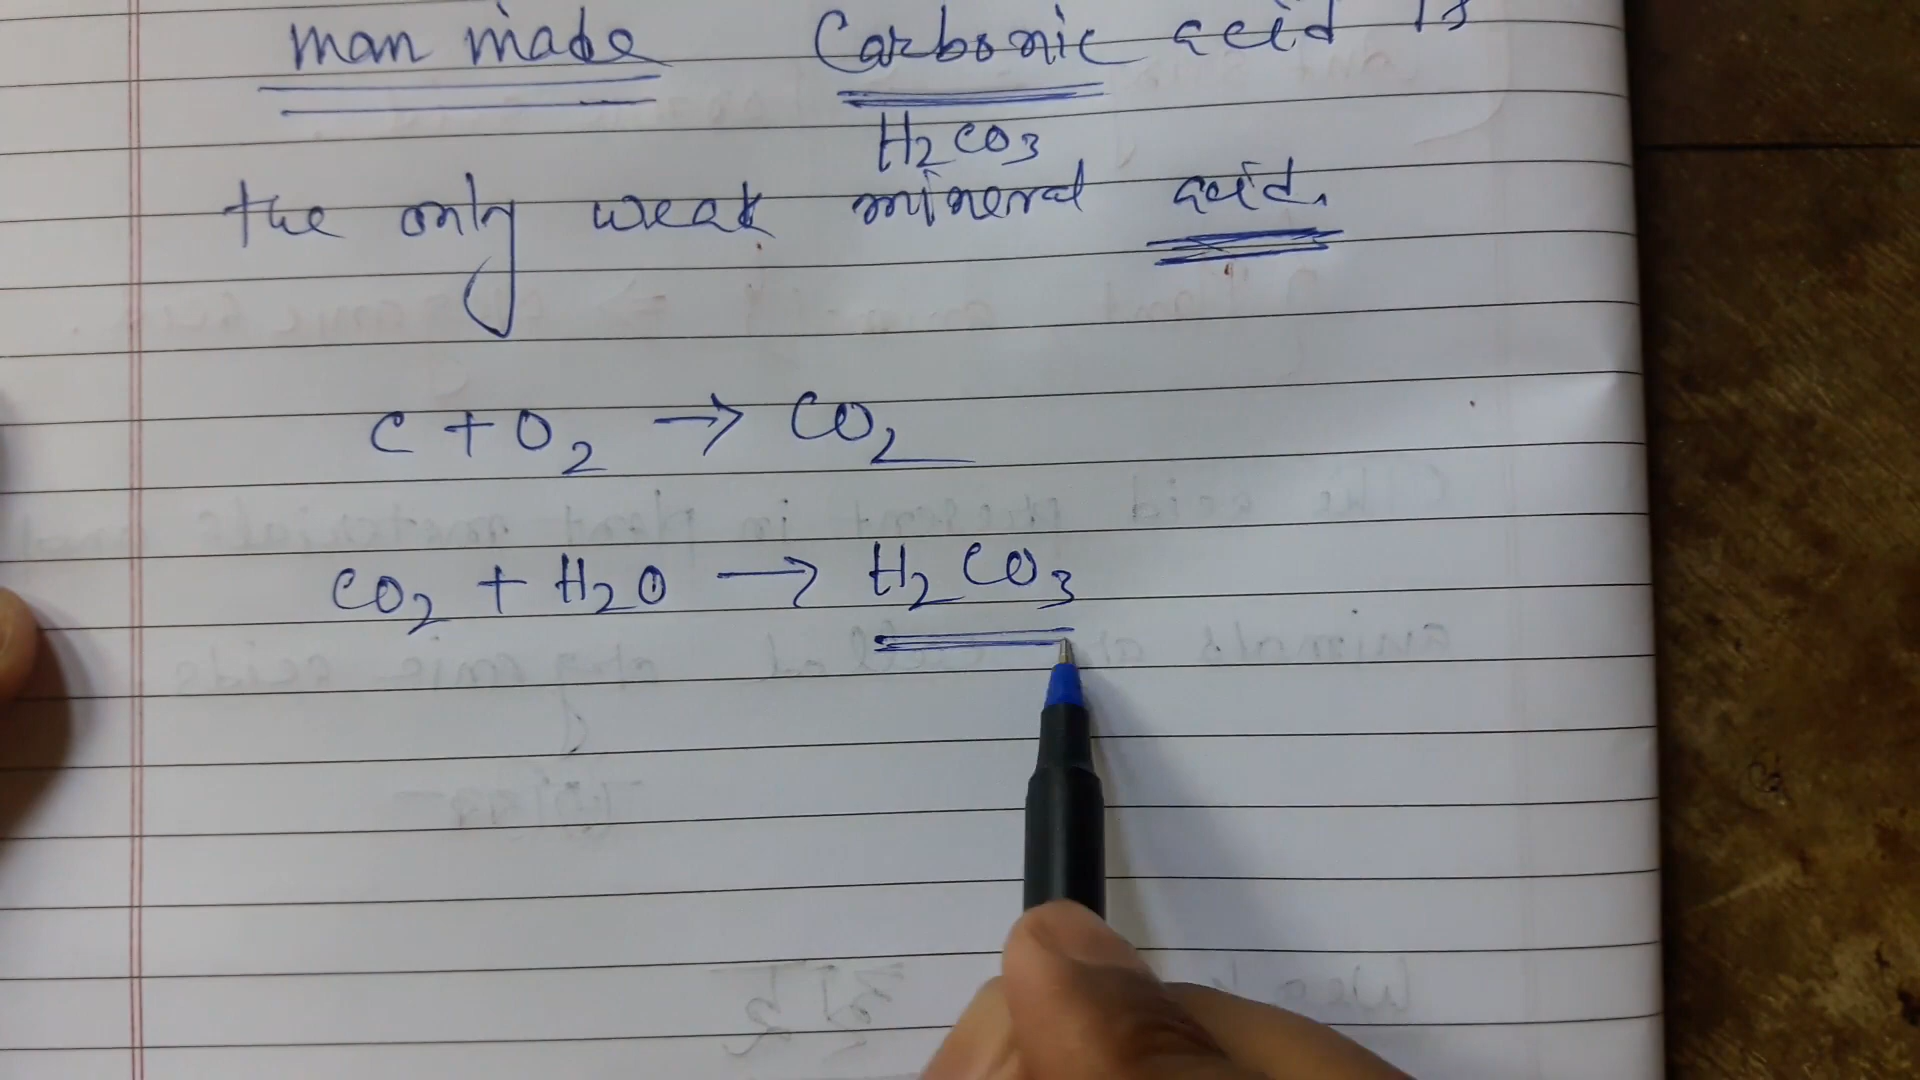 man made Carbonic acid is
H2CO3
the only weak mineral acid.
C + O2 → CO2
CO2 + H2O → H2CO3